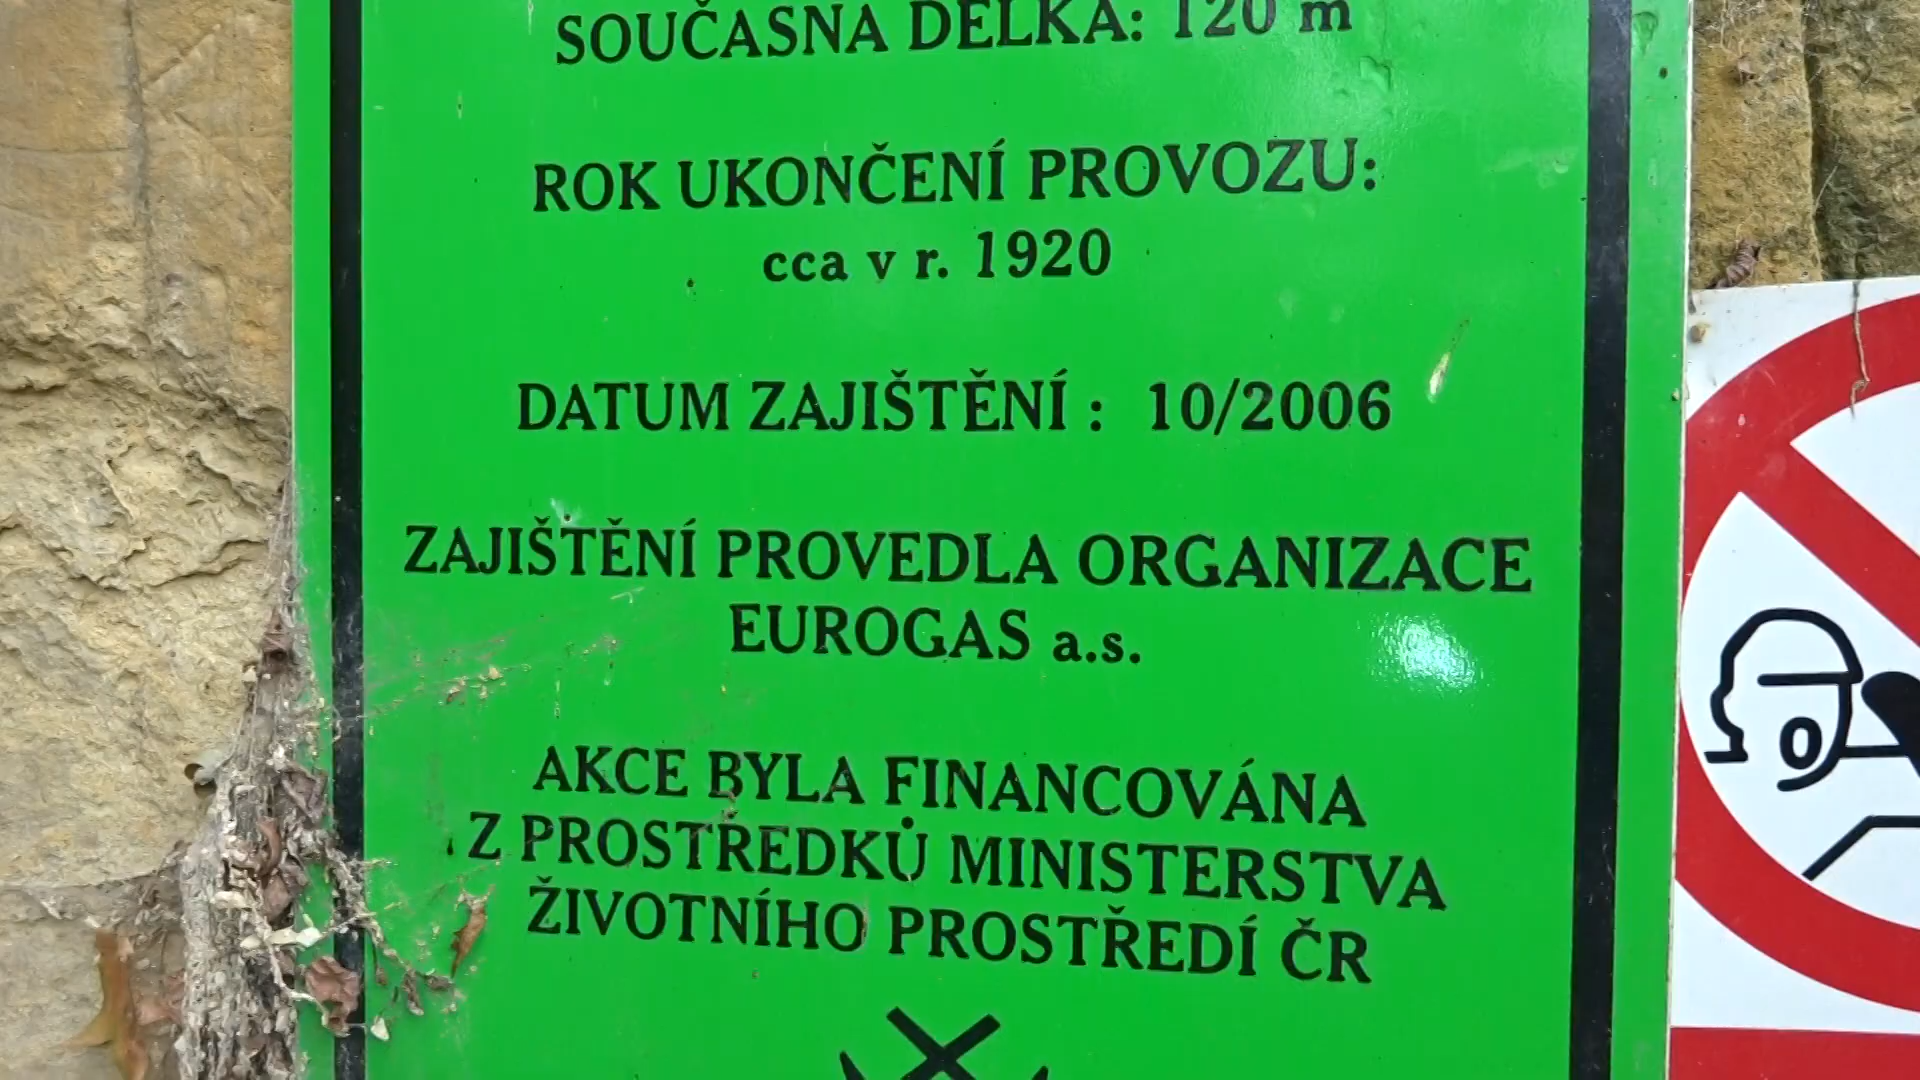 SOUČASNÁ DÉLKA: 120 m
ROK UKONČENÍ PROVOZU:
cca v r. 1920
DATUM ZAJIŠTĚNÍ : 10/2006
ZAJIŠTĚNÍ PROVEDLA ORGANIZACE
EUROGAS a.s.
AKCE BYLA FINANCOVÁNA
Z PROSTŘEDKŮ MINISTERSTVA
ŽIVOTNÍHO PROSTŘEDÍ ČR